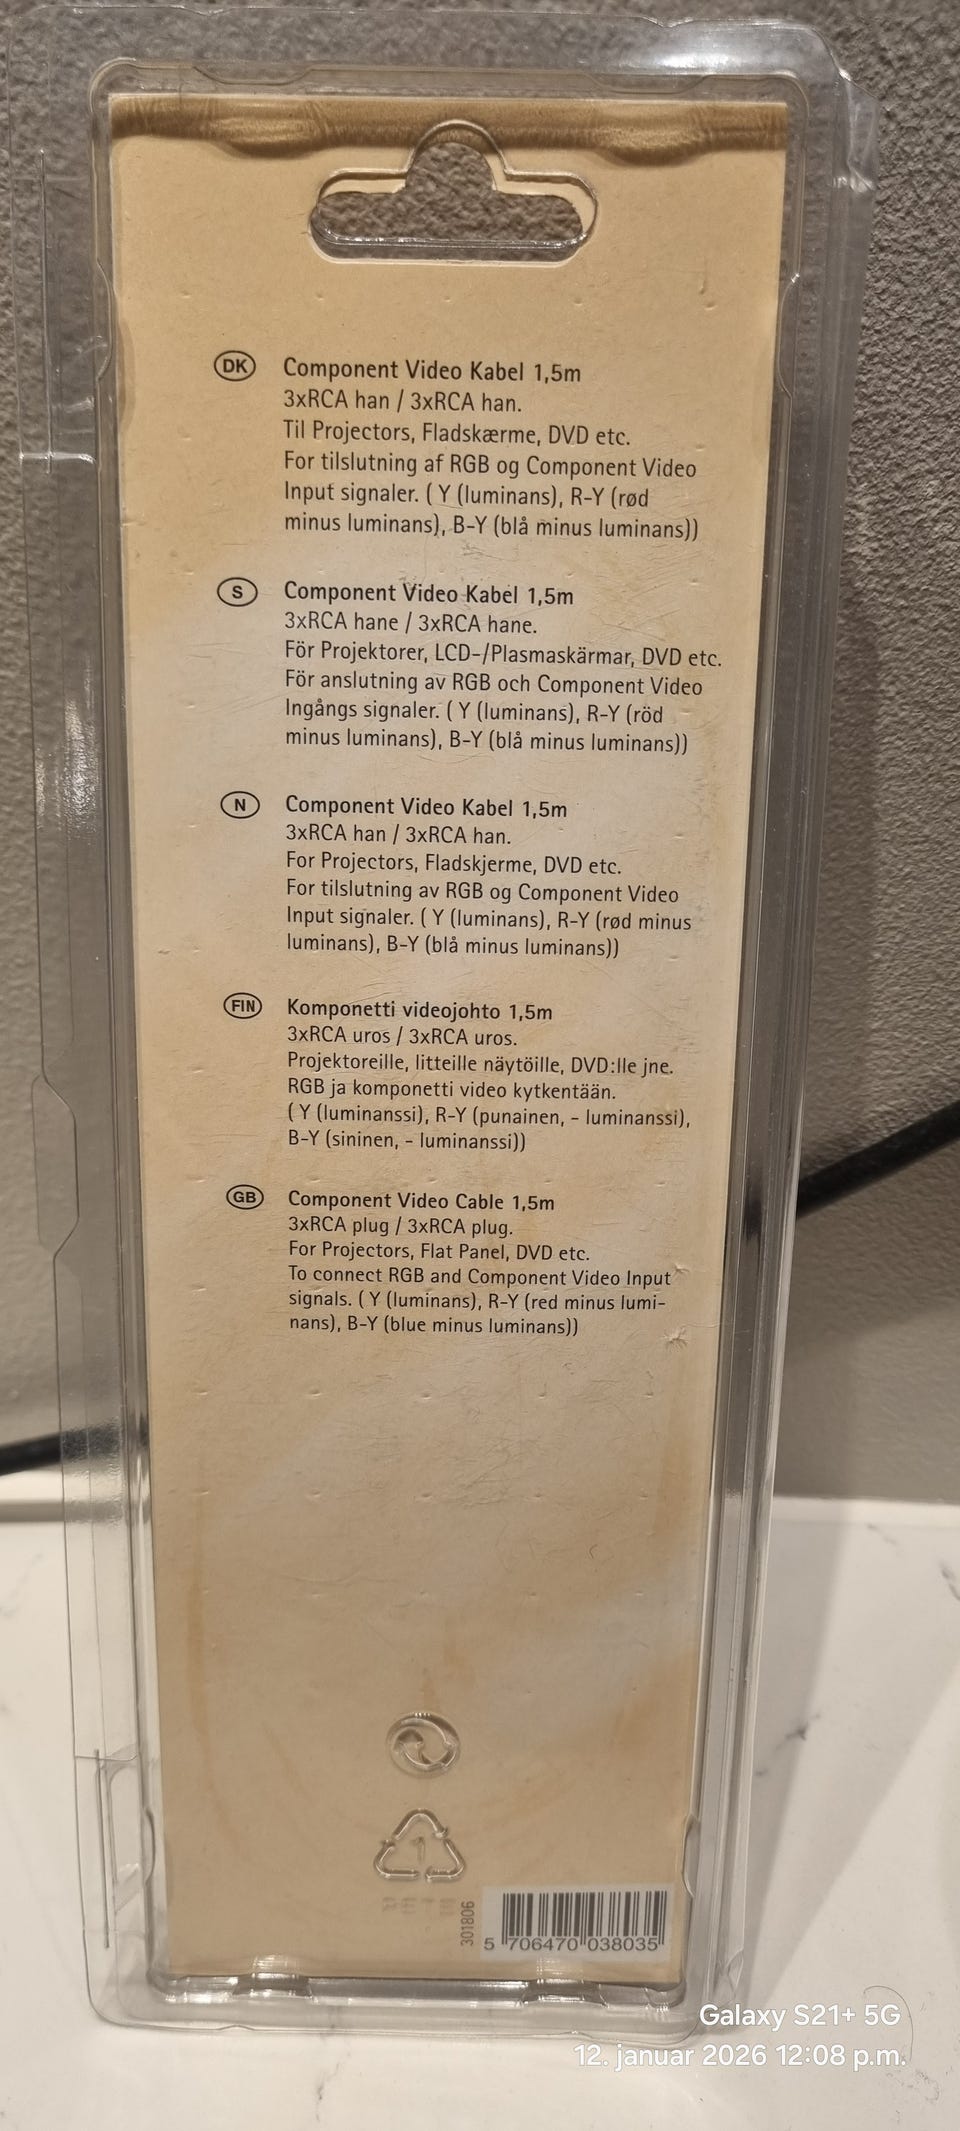 DK Component Video Kabel 1,5m
3xRCA han / 3xRCA han.
Til Projectors, Fladskærme, DVD etc.
For tilslutning af RGB og Component Video
Input signaler. ( Y (luminans), R-Y (rød
minus luminans), B-Y (blå minus luminans))
S Component Video Kabel 1,5m
3xRCA hane / 3xRCA hane.
För Projektorer, LCD-/Plasmaskärmar, DVD etc.
För anslutning av RGB och Component Video
Ingångs signaler. ( Y (luminans), R-Y (röd
minus luminans), B-Y (blå minus luminans))
N Component Video Kabel 1,5m
3xRCA han / 3xRCA han.
For Projectors, Fladskjerme, DVD etc.
For tilslutning av RGB og Component Video
Input signaler. ( Y (luminans), R-Y (rød minus
luminans), B-Y (blå minus luminans))
FIN Komponetti videojohto 1,5m
3xRCA uros / 3xRCA uros.
Projektoreille, litteille näytöille, DVD:lle jne.
RGB ja komponetti video kytkentään.
( Y (luminanssi), R-Y (punainen, - luminanssi),
B-Y (sininen, - luminanssi))
GB Component Video Cable 1,5m
3xRCA plug / 3xRCA plug.
For Projectors, Flat Panel, DVD etc.
To connect RGB and Component Video Input
signals. ( Y (luminans), R-Y (red minus lumi-
nans), B-Y (blue minus luminans))
1
301806
5 706470 038035
Galaxy S21+ 5G
12. januar 2026 12:08 p.m.